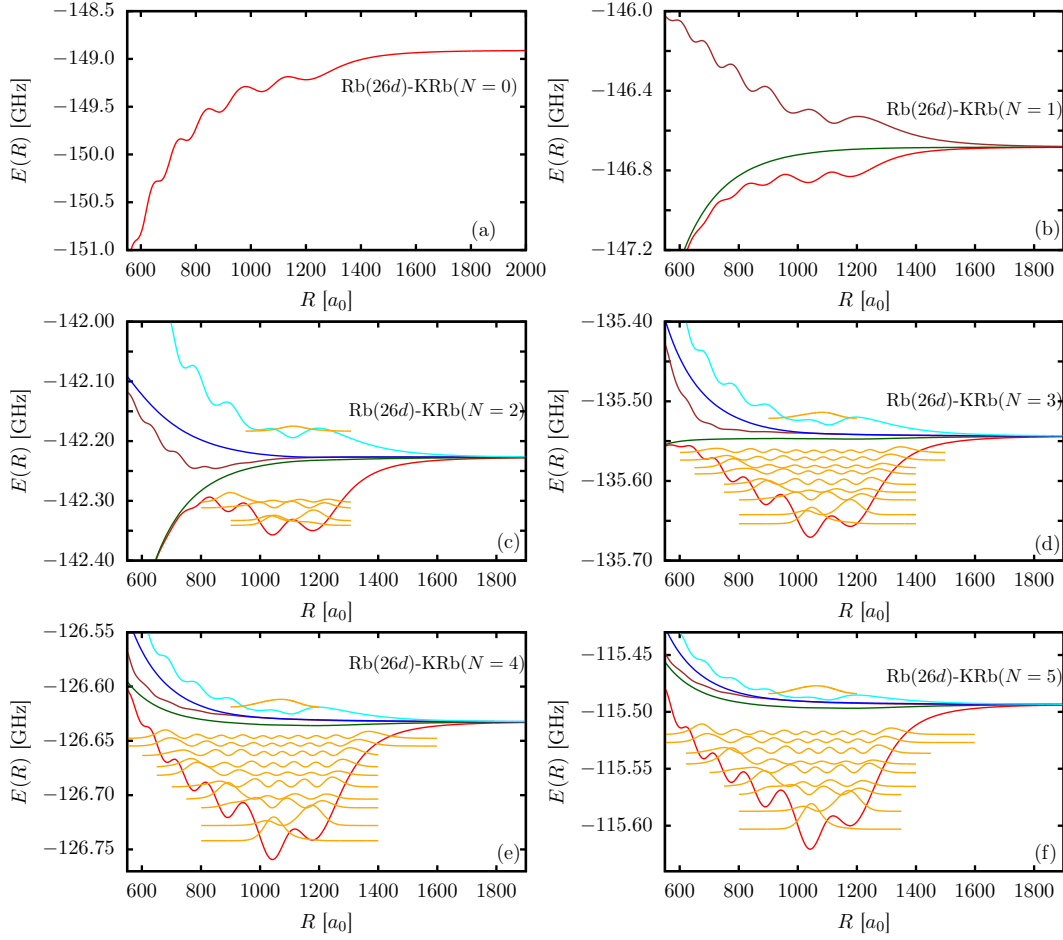 −148.5
−149.0
−149.5
−150.0
−150.5
−151.0
E(R) [GHz]
Rb(26d)-KRb(N = 0)
(a)
600 800 1000 1200 1400 1600 1800 2000
R [a0]
−146.0
−146.4
−146.8
−147.2
E(R) [GHz]
Rb(26d)-KRb(N = 1)
(b)
600 800 1000 1200 1400 1600 1800
R [a0]
−142.00
−142.10
−142.20
−142.30
−142.40
E(R) [GHz]
Rb(26d)-KRb(N = 2)
(c)
600 800 1000 1200 1400 1600 1800
R [a0]
−135.40
−135.50
−135.60
−135.70
E(R) [GHz]
Rb(26d)-KRb(N = 3)
(d)
600 800 1000 1200 1400 1600 1800
R [a0]
−126.55
−126.60
−126.65
−126.70
−126.75
E(R) [GHz]
Rb(26d)-KRb(N = 4)
(e)
600 800 1000 1200 1400 1600 1800
R [a0]
−115.45
−115.50
−115.55
−115.60
E(R) [GHz]
Rb(26d)-KRb(N = 5)
(f)
600 800 1000 1200 1400 1600 1800
R [a0]